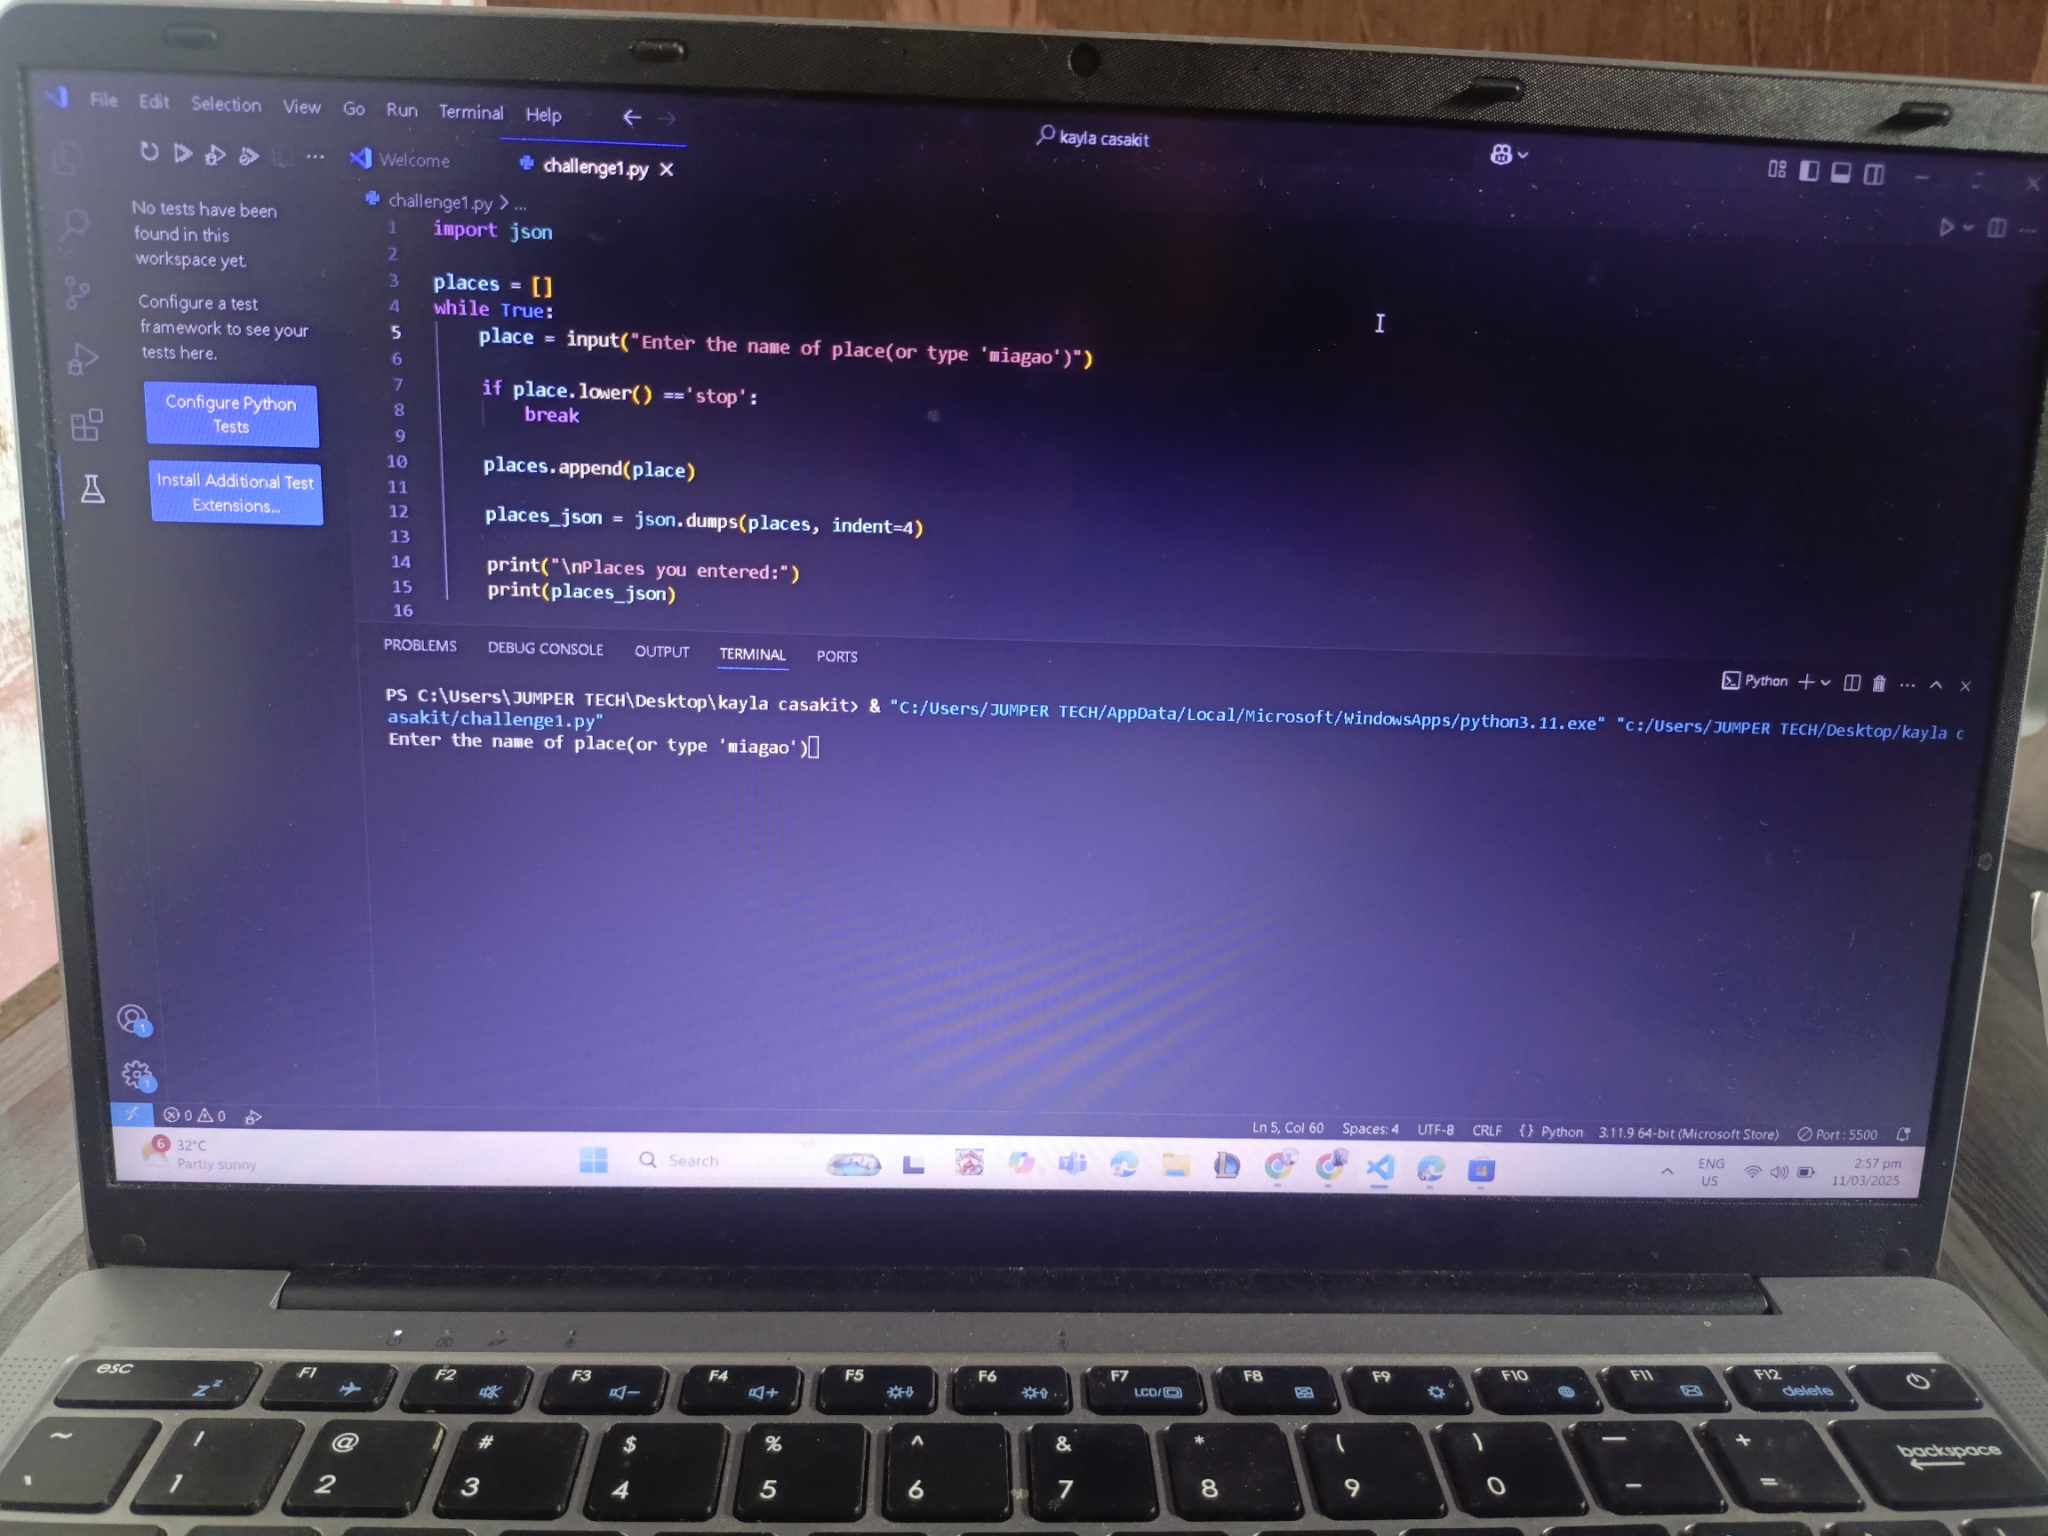 File Edit Selection View Go Run Terminal Help
kayla casakit
Welcome
challenge1.py
No tests have been
found in this
workspace yet.
Configure a test
framework to see your
tests here.
Configure Python
Tests
Install Additional Test
Extensions...
challenge1.py > ...
1 import json
2
3 places = []
4 while True:
5 place = input("Enter the name of place(or type 'miagao')")
6
7 if place.lower() =='stop':
8 break
9
10 places.append(place)
11
12 places_json = json.dumps(places, indent=4)
13
14 print("\nPlaces you entered:")
15 print(places_json)
16
PROBLEMS DEBUG CONSOLE OUTPUT TERMINAL PORTS
Python
PS C:\Users\JUMPER TECH\Desktop\kayla casakit> & "C:/Users/JUMPER TECH/AppData/Local/Microsoft/WindowsApps/python3.11.exe" "c:/Users/JUMPER TECH/Desktop/kayla c
asakit/challenge1.py"
Enter the name of place(or type 'miagao')
1
1
0 0
Ln 5, Col 60 Spaces: 4 UTF-8 CRLF {} Python 3.11.9 64-bit (Microsoft Store) Port : 5500
6
32°C
Partly sunny
Search
ENG
US
2:57 pm
11/03/2025
esc F1 F2 F3 F4 F5 F6 F7 LCD/ F8 F9 F10 F11 F12 delete
z z
~ ! @ # $ % ^ & * ( ) — + backspace
` 1 2 3 4 5 6 7 8 9 0 - =